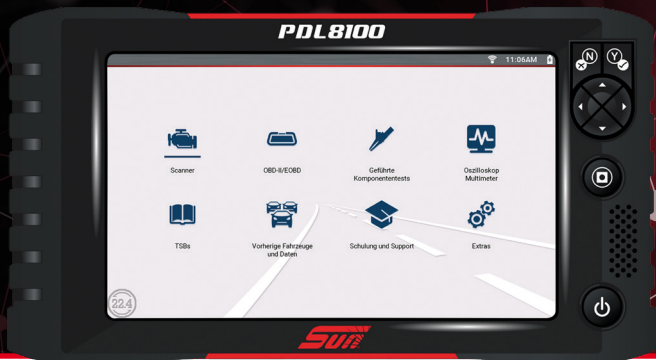 PDL8100
11:06AM
N
Y
Scanner
OBD-II/EOBD
Geführte
Komponententests
Oszilloskop
Multimeter
TSBs
Vorherige Fahrzeuge
und Daten
Schulung und Support
Extras
22.4
Sun